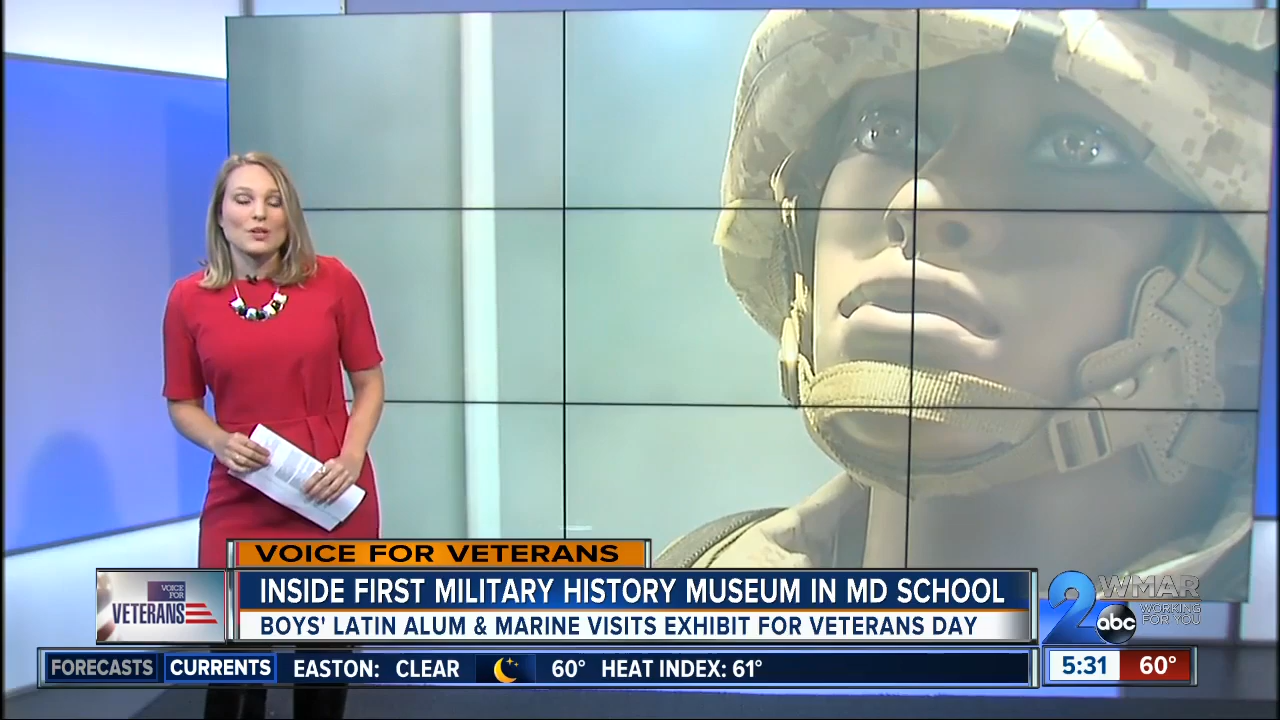 VOICE FOR VETERANS
VOICE
FOR
VETERANS
INSIDE FIRST MILITARY HISTORY MUSEUM IN MD SCHOOL
BOYS' LATIN ALUM & MARINE VISITS EXHIBIT FOR VETERANS DAY
2 WMAR
abc WORKING
FOR YOU
FORECASTS CURRENTS EASTON: CLEAR 60° HEAT INDEX: 61°
5:31 60°